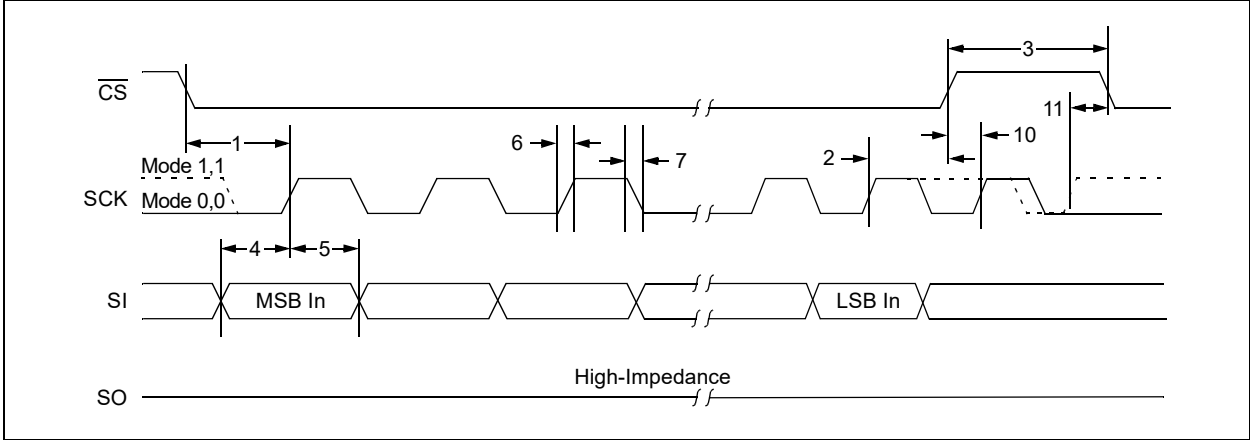 3
CS
11
1
6
7
2
10
Mode 1,1
SCK
Mode 0,0
4
5
SI
MSB In
LSB In
High-Impedance
SO